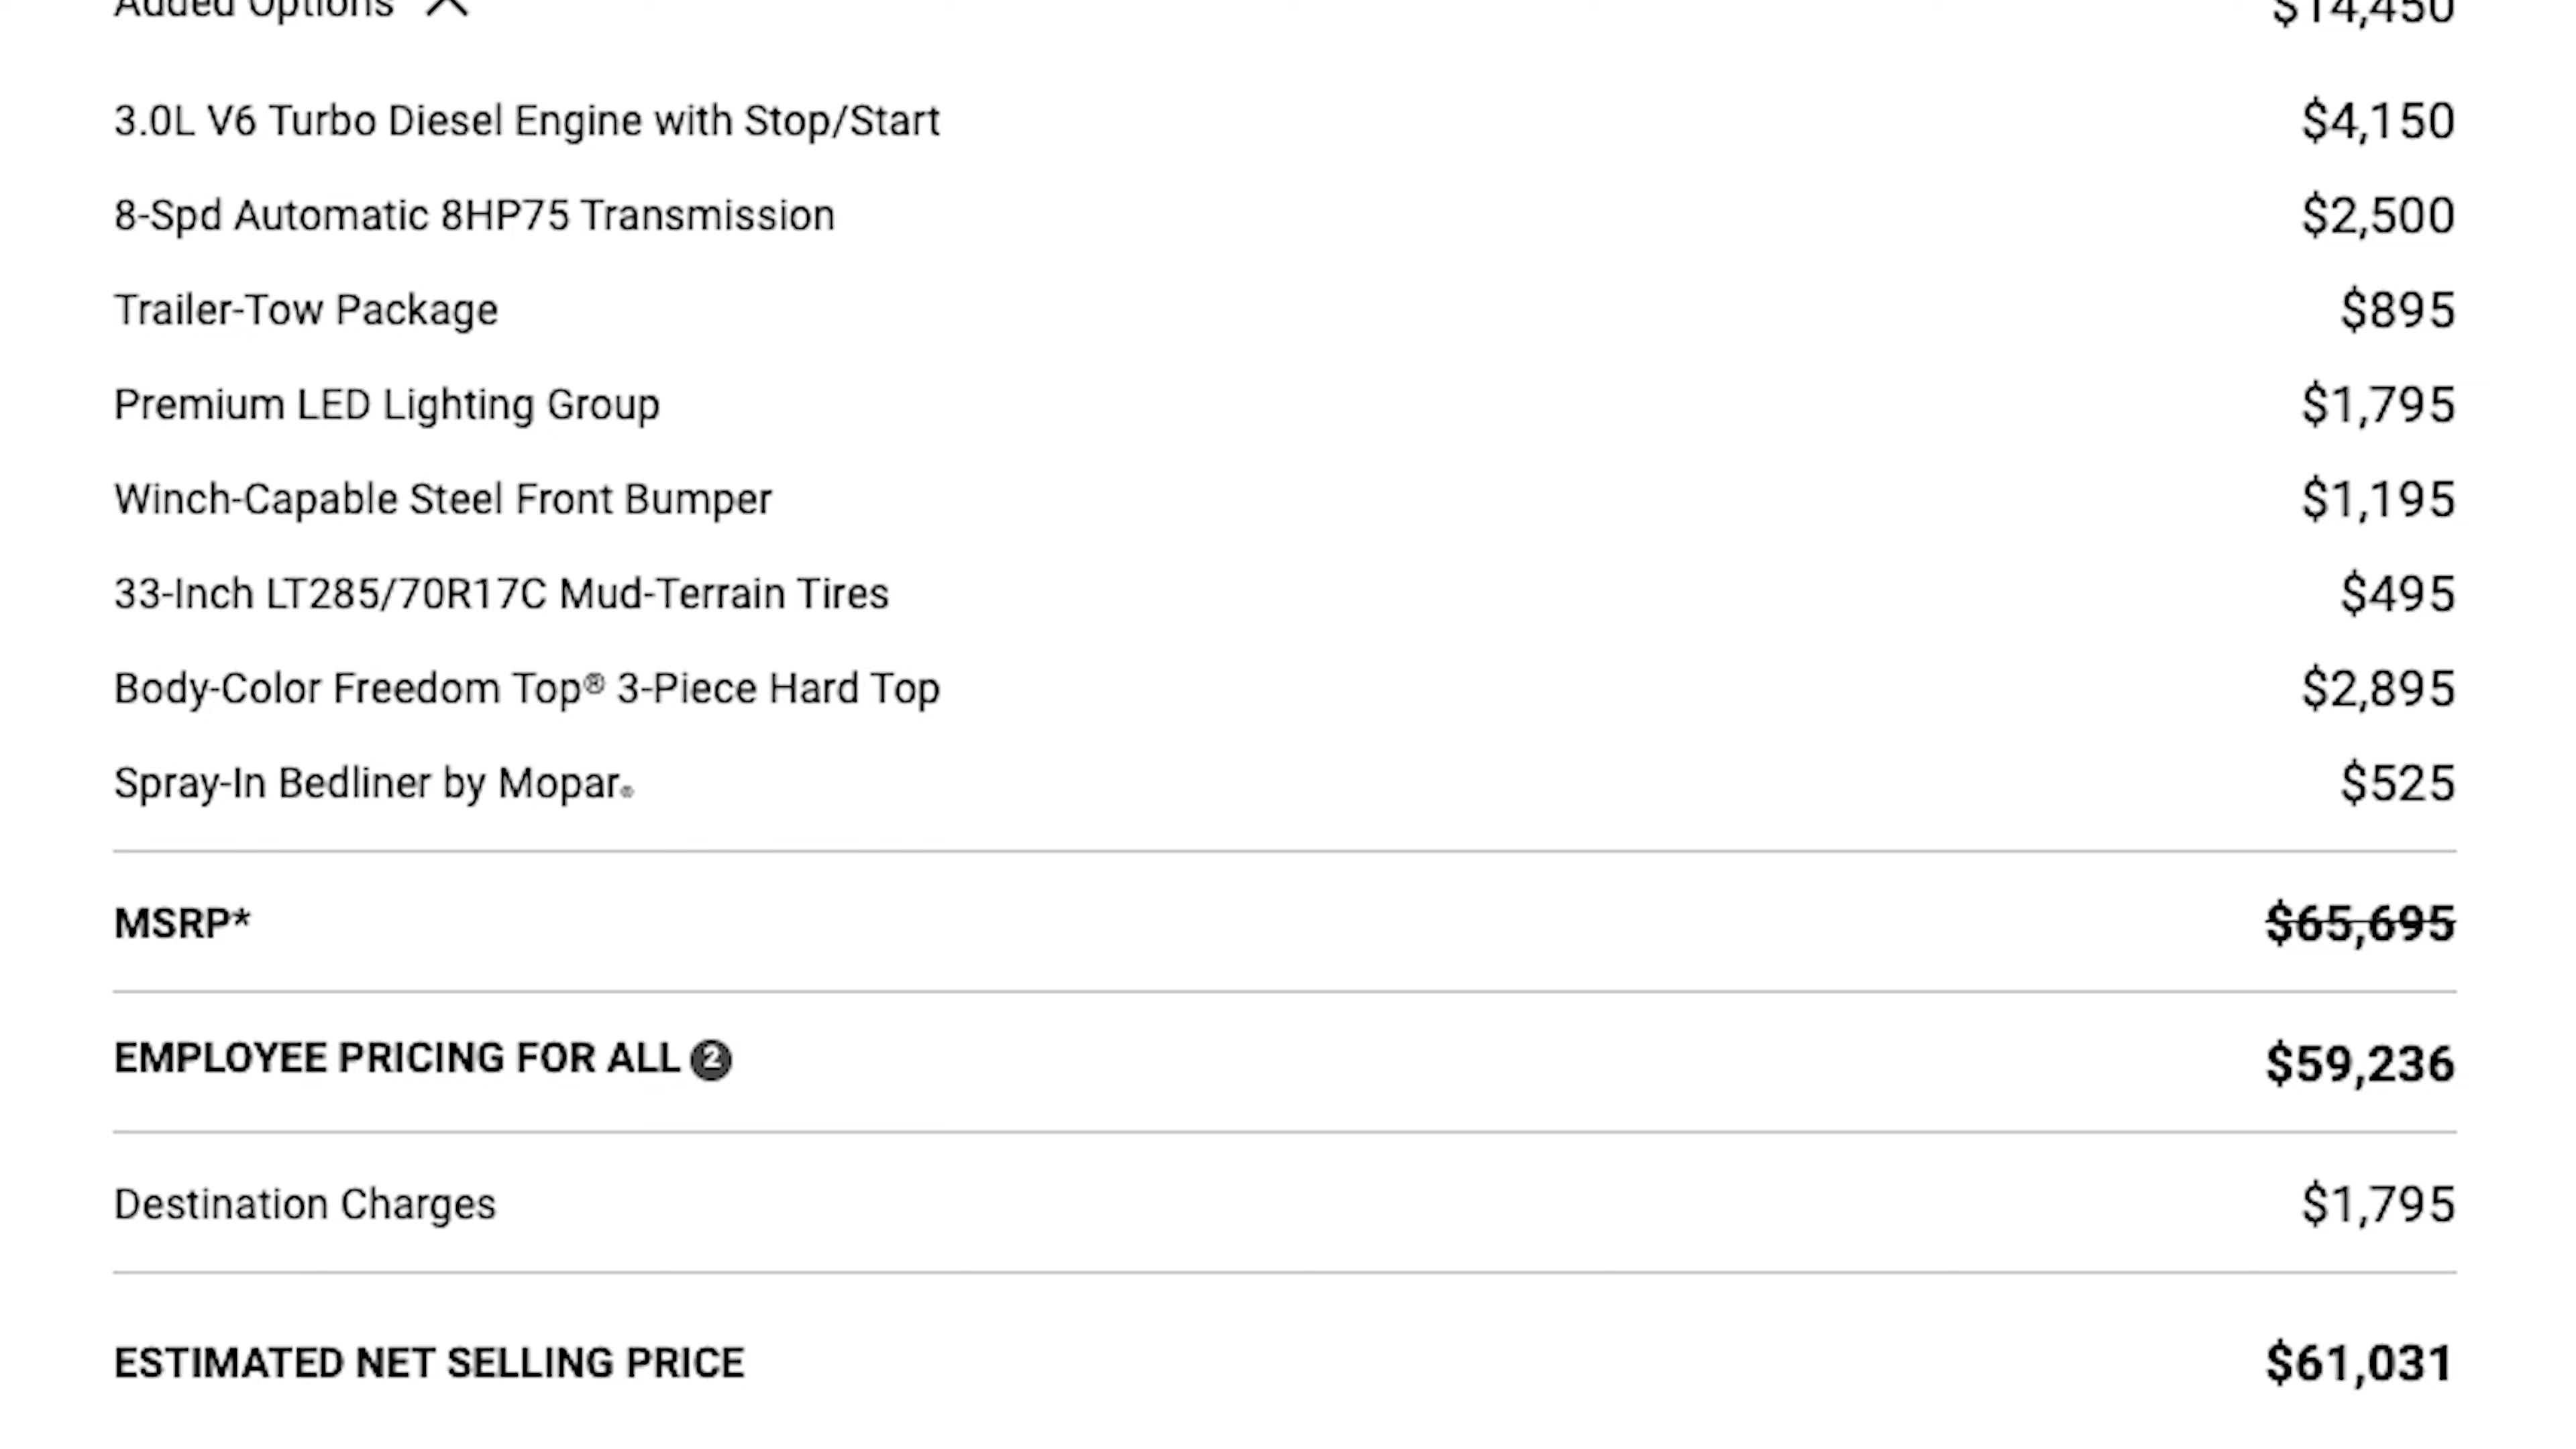 Added Options $14,450
3.0L V6 Turbo Diesel Engine with Stop/Start $4,150
8-Spd Automatic 8HP75 Transmission $2,500
Trailer-Tow Package $895
Premium LED Lighting Group $1,795
Winch-Capable Steel Front Bumper $1,195
33-Inch LT285/70R17C Mud-Terrain Tires $495
Body-Color Freedom Top® 3-Piece Hard Top $2,895
Spray-In Bedliner by Mopar® $525
MSRP* $65,695
EMPLOYEE PRICING FOR ALL 2 $59,236
Destination Charges $1,795
ESTIMATED NET SELLING PRICE $61,031